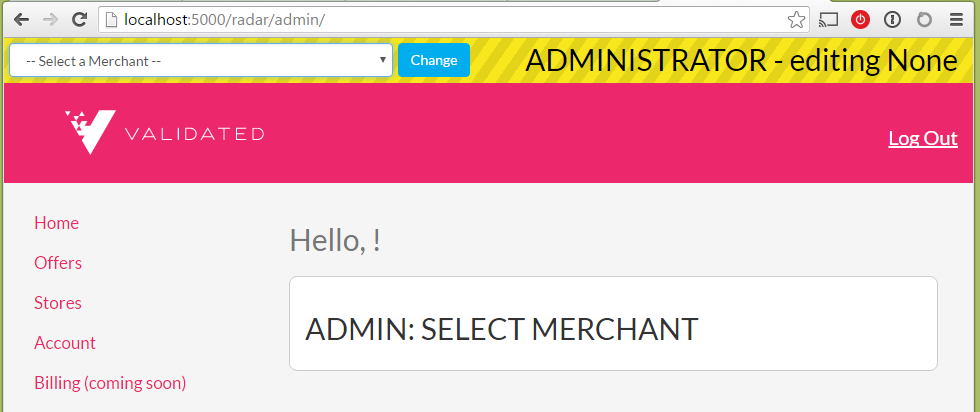 localhost:5000/radar/admin/
-- Select a Merchant --
Change
ADMINISTRATOR - editing None
VALIDATED
Log Out
Home
Offers
Stores
Account
Billing (coming soon)
Hello, !
ADMIN: SELECT MERCHANT